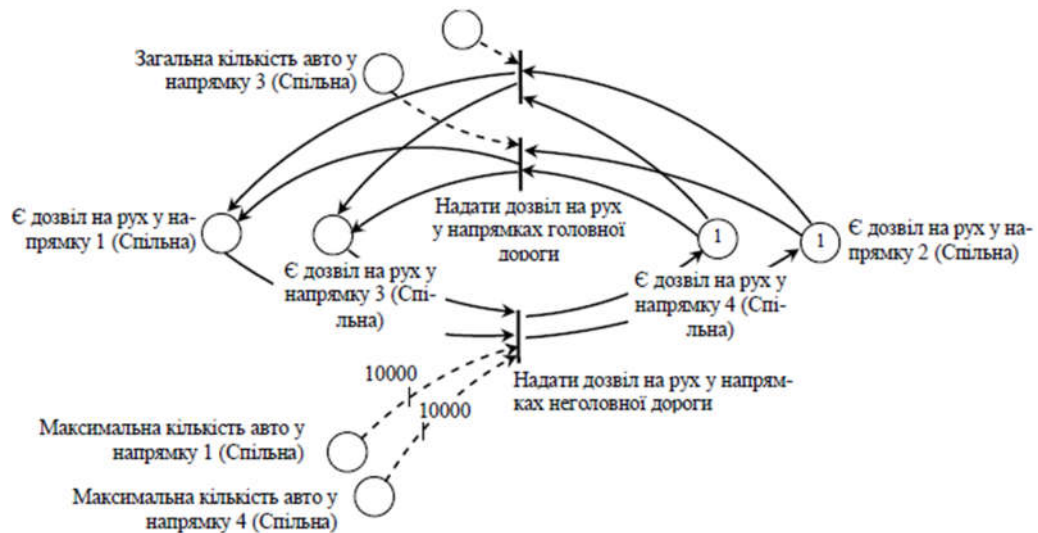 Загальна кількість авто у
напрямку 3 (Спільна)
Є дозвіл на рух у на-
прямку 1 (Спільна)
Надати дозвіл на рух
у напрямках головної
дороги
1
1
Є дозвіл на рух у на-
прямку 2 (Спільна)
Є дозвіл на рух у
напрямку 3 (Спі-
льна)
Є дозвіл на рух у
напрямку 4 (Спі-
льна)
10000
10000
Надати дозвіл на рух у напрям-
ках неголовної дороги
Максимальна кількість авто у
напрямку 1 (Спільна)
Максимальна кількість авто у
напрямку 4 (Спільна)